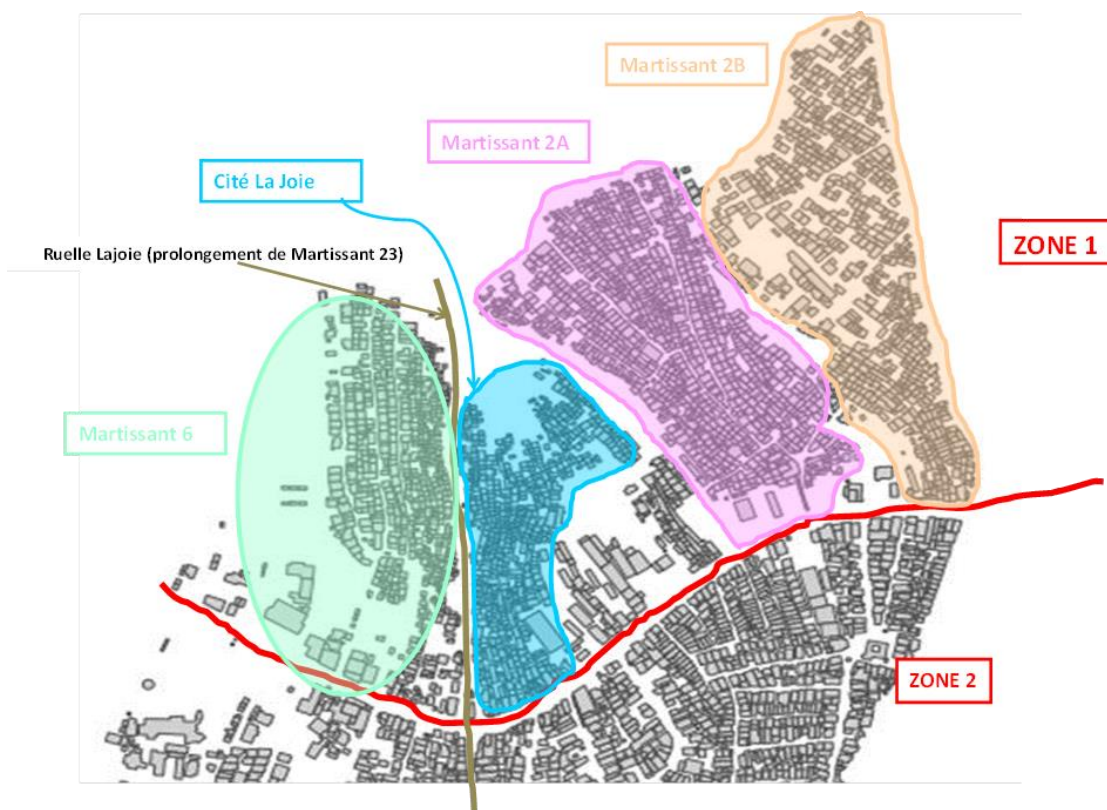 Martissant 2B
Martissant 2A
Cité La Joie
ZONE 1
Ruelle Lajoie (prolongement de Martissant 23)
Martissant 6
ZONE 2